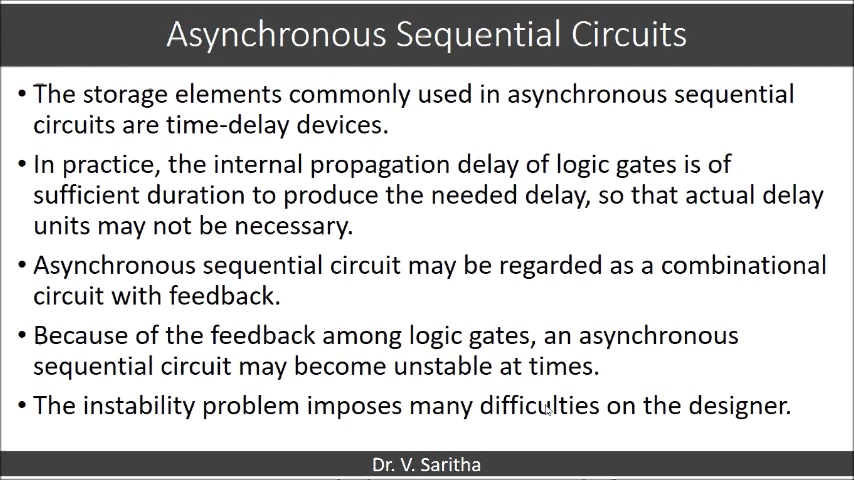 Asynchronous Sequential Circuits
• The storage elements commonly used in asynchronous sequential
circuits are time-delay devices.
• In practice, the internal propagation delay of logic gates is of
sufficient duration to produce the needed delay, so that actual delay
units may not be necessary.
• Asynchronous sequential circuit may be regarded as a combinational
circuit with feedback.
• Because of the feedback among logic gates, an asynchronous
sequential circuit may become unstable at times.
• The instability problem imposes many difficulties on the designer.
Dr. V. Saritha